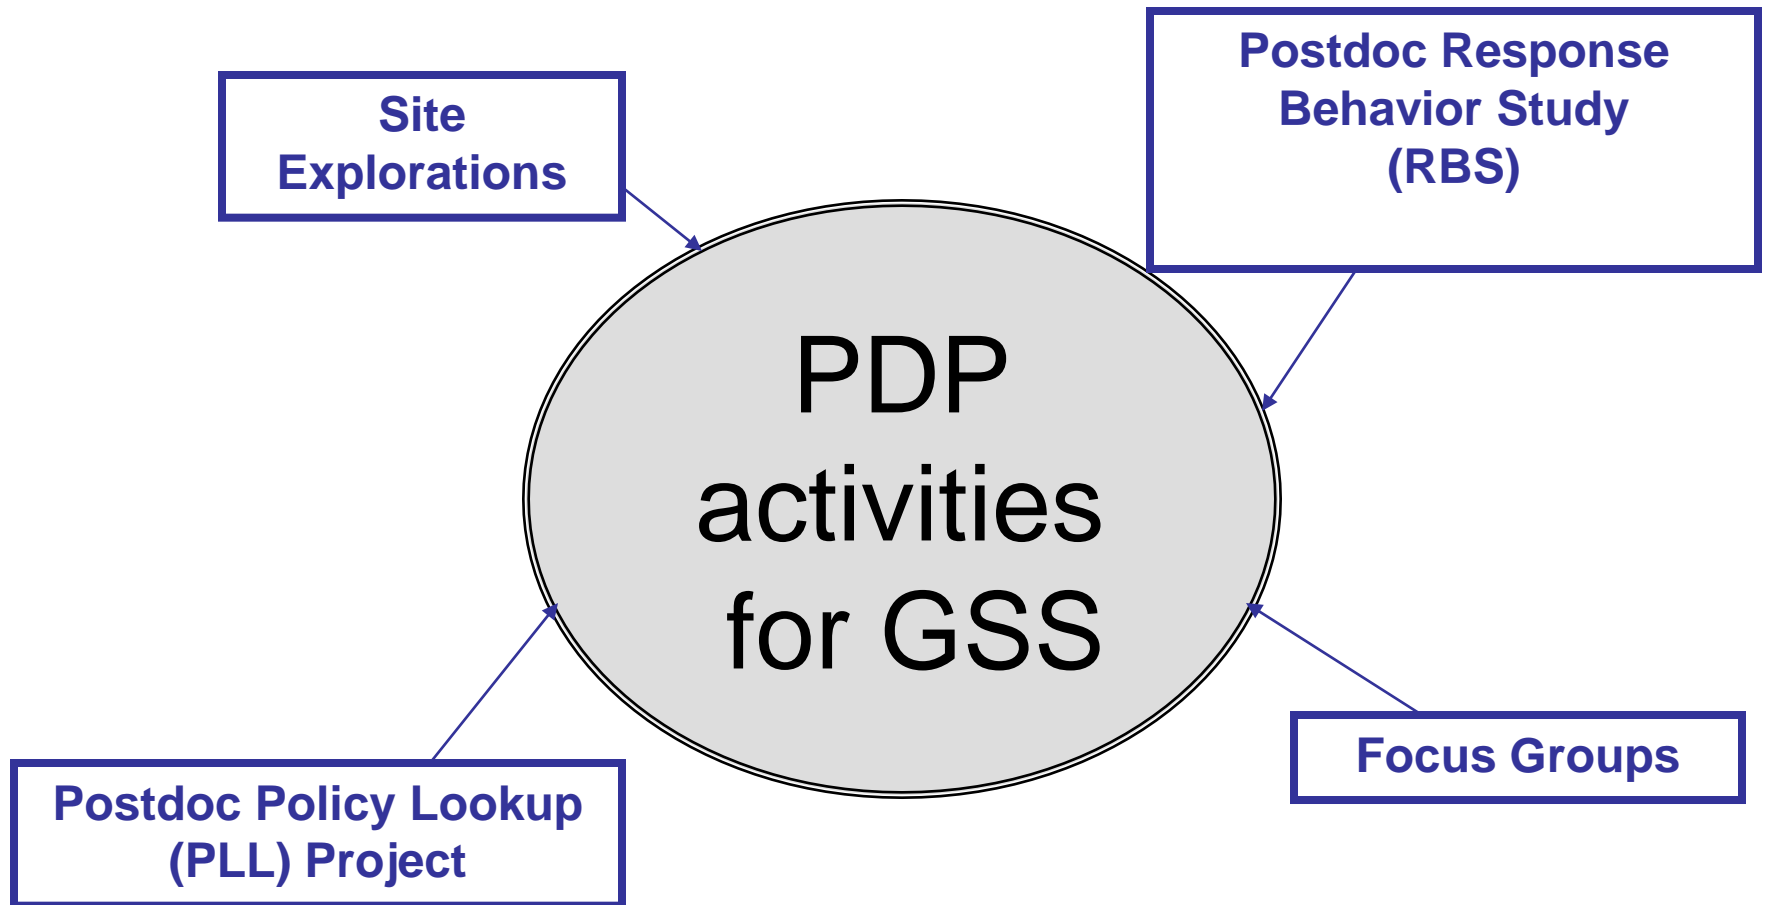 Site
Explorations
Postdoc Response
Behavior Study
(RBS)
PDP
activities
for GSS
Postdoc Policy Lookup
(PLL) Project
Focus Groups